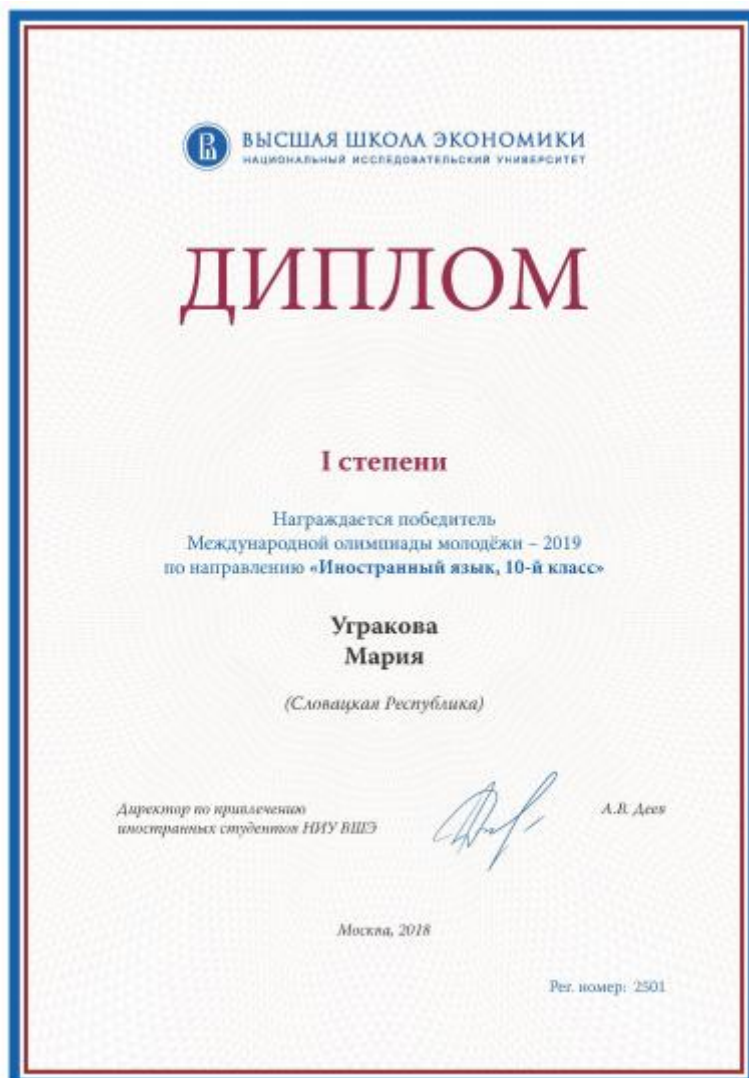 ВЫСШАЯ ШКОЛА ЭКОНОМИКИ
НАЦИОНАЛЬНЫЙ ИССЛЕДОВАТЕЛЬСКИЙ УНИВЕРСИТЕТ
ДИПЛОМ
I степени
Награждается победитель
Международной олимпиады молодёжи – 2019
по направлению «Иностранный язык, 10-й класс»
Угракова
Мария
(Словацкая Республика)
Директор по привлечению
иностранных студентов НИУ ВШЭ
А.В. Деев
Москва, 2018
Рег. номер: 2501